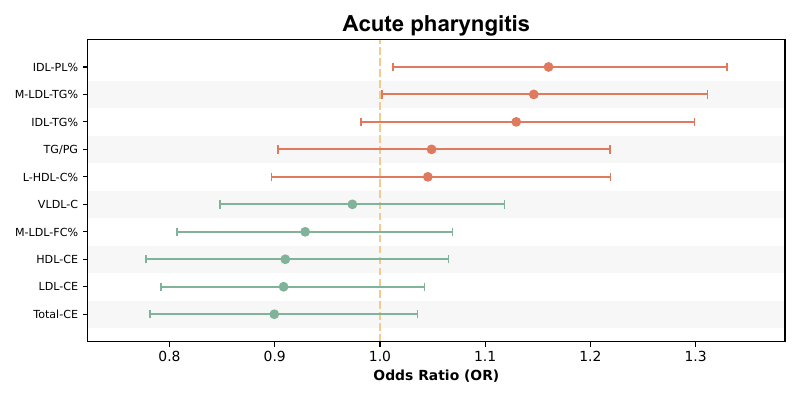 Acute pharyngitis
IDL-PL%
M-LDL-TG%
IDL-TG%
TG/PG
L-HDL-C%
VLDL-C
M-LDL-FC%
HDL-CE
LDL-CE
Total-CE
0.8 0.9 1.0 1.1 1.2 1.3
Odds Ratio (OR)